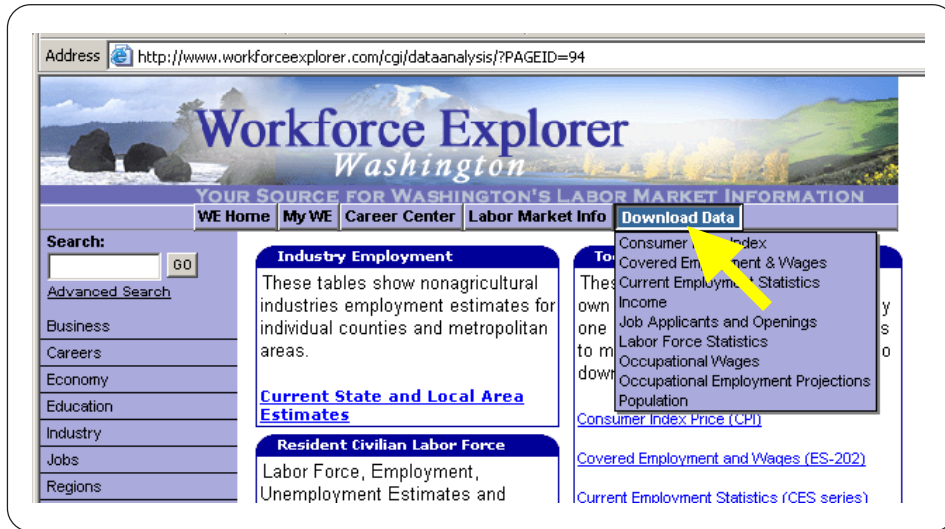 Address http://www.workforceexplorer.com/cgi/dataanalysis/?PAGEID=94
Workforce Explorer
Washington
YOUR SOURCE FOR WASHINGTON'S LABOR MARKET INFORMATION
WE Home My WE Career Center Labor Market Info Download Data
Consumer Index
Covered Employment & Wages
Current Employment Statistics
Income
Job Applicants and Openings
Labor Force Statistics
Occupational Wages
Occupational Employment Projections
Population
Search:
GO
Advanced Search
Business
Careers
Economy
Education
Industry
Jobs
Regions
Industry Employment
These tables show nonagricultural
industries employment estimates for
individual counties and metropolitan
areas.
Current State and Local Area
Estimates
Resident Civilian Labor Force
Labor Force, Employment,
Unemployment Estimates and
own
one
to
Consumer Index Price (CPI)
Covered Employment and Wages (ES-202)
Current Employment Statistics (CES series)